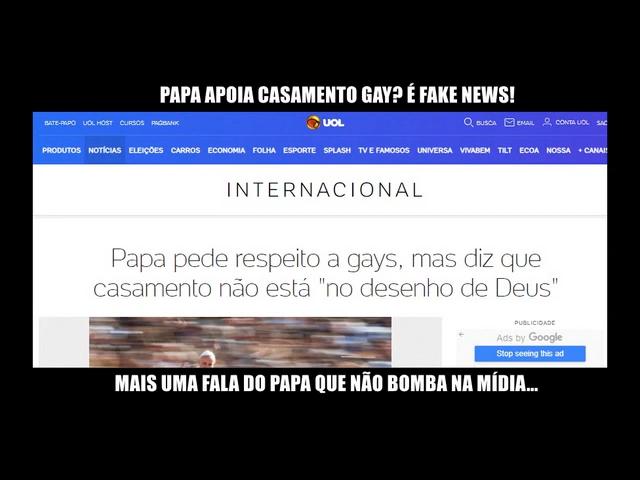 PAPA APOIA CASAMENTO GAY? É FAKE NEWS!
BATE-PAPO UOL HOST CURSOS PAGBANK UOL BUSCA EMAIL CONTA UOL SAC
PRODUTOS NOTÍCIAS ELEIÇÕES CARROS ECONOMIA FOLHA ESPORTE SPLASH TV E FAMOSOS UNIVERSA VIVABEM TILT ECOA NOSSA + CANAIS
INTERNACIONAL
Papa pede respeito a gays, mas diz que
casamento não está "no desenho de Deus"
PUBLICIDADE
Ads by Google
Stop seeing this ad
MAIS UMA FALA DO PAPA QUE NÃO BOMBA NA MÍDIA...